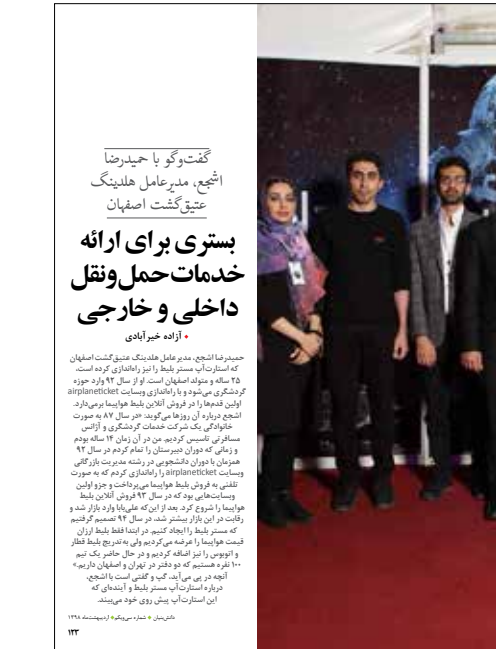 گفت‌وگو با حمیدرضا
اشجع، مدیرعامل هلدینگ
عتیق‌گشت اصفهان
بستری برای ارائه
خدمات حمل‌ونقل
داخلی و خارجی
آزاده خیرآبادی
حمیدرضا اشجع، مدیرعامل هلدینگ عتیق‌گشت اصفهان
که استارت‌آپ مستر بلیط را نیز راه‌اندازی کرده است،
۲۵ ساله و متولد اصفهان است. او از سال ۹۲ وارد حوزه
گردشگری می‌شود و با راه‌اندازی وبسایت airplaneticket
اولین قدم‌ها را در فروش آنلاین بلیط هواپیما برمی‌دارد.
اشجع درباره آن روزها می‌گوید: «در سال ۸۷ به صورت
خانوادگی یک شرکت خدمات گردشگری و آژانس
مسافرتی تاسیس کردیم. من در آن زمان ۱۴ ساله بودم
و زمانی که دوران دبیرستان را تمام کردم در سال ۹۲
همزمان با دوران دانشجویی در رشته مدیریت بازرگانی
وبسایت airplaneticket را راه‌اندازی کردم که به صورت
تلفنی به فروش بلیط هواپیما می‌پرداخت و جزو اولین
وبسایت‌هایی بود که در سال ۹۳ فروش آنلاین بلیط
هواپیما را شروع کرد. بعد از این‌که علی‌بابا وارد بازار شد و
رقابت در این بازار بیشتر شد، در سال ۹۴ تصمیم گرفتیم
که مستر بلیط را ایجاد کنیم. در ابتدا فقط بلیط ارزان
قیمت هواپیما را عرضه می‌کردیم ولی به تدریج بلیط قطار
و اتوبوس را نیز اضافه کردیم و در حال حاضر یک تیم
۱۰۰ نفره هستیم که دو دفتر در تهران و اصفهان داریم.»
آنچه در پی می‌آید، گپ و گفتی است با اشجع،
درباره استارت‌آپ مستر بلیط و آینده‌ای که
این استارت‌آپ پیش روی خود می‌بیند.
دانش‌بنیان ♦ شماره سی‌ویکم ♦ اردیبهشت‌ماه ۱۳۹۸
۱۲۳